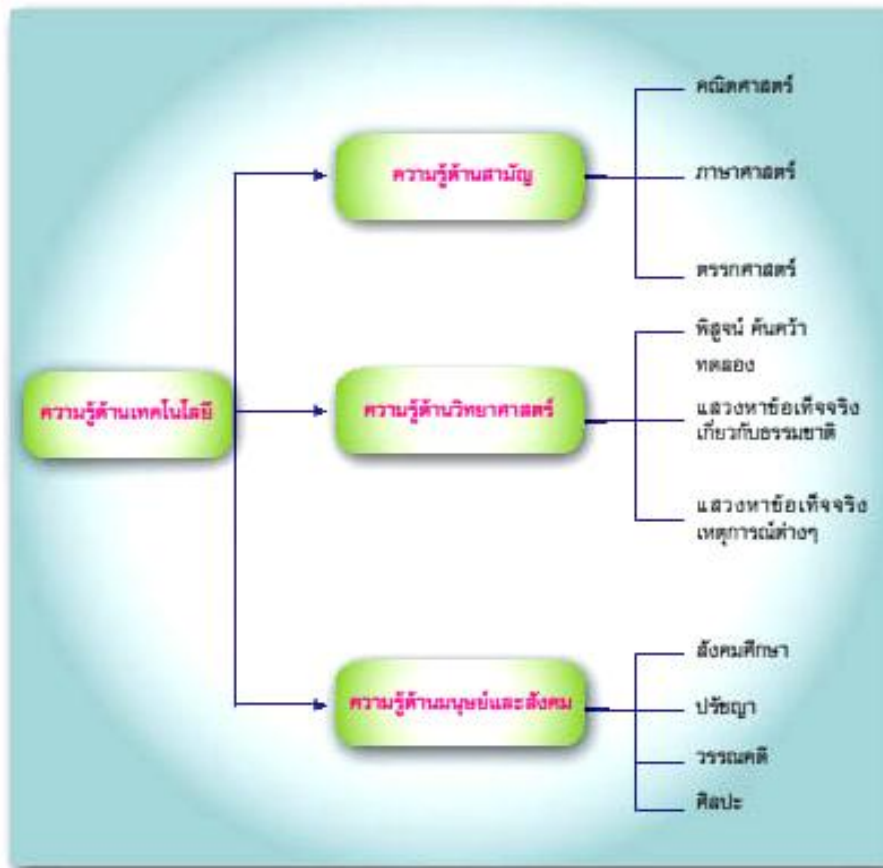 ความรู้ด้านเทคโนโลยี
ความรู้ด้านสามัญ
คณิตศาสตร์
ภาษาศาสตร์
ตรรกศาสตร์
ความรู้ด้านวิทยาศาสตร์
พิสูจน์ ค้นคว้า
ทดลอง
แสวงหาข้อเท็จจริง
เกี่ยวกับธรรมชาติ
แสวงหาข้อเท็จจริง
เหตุการณ์ต่างๆ
ความรู้ด้านมนุษย์และสังคม
สังคมศึกษา
ปรัชญา
วรรณคดี
ศิลปะ